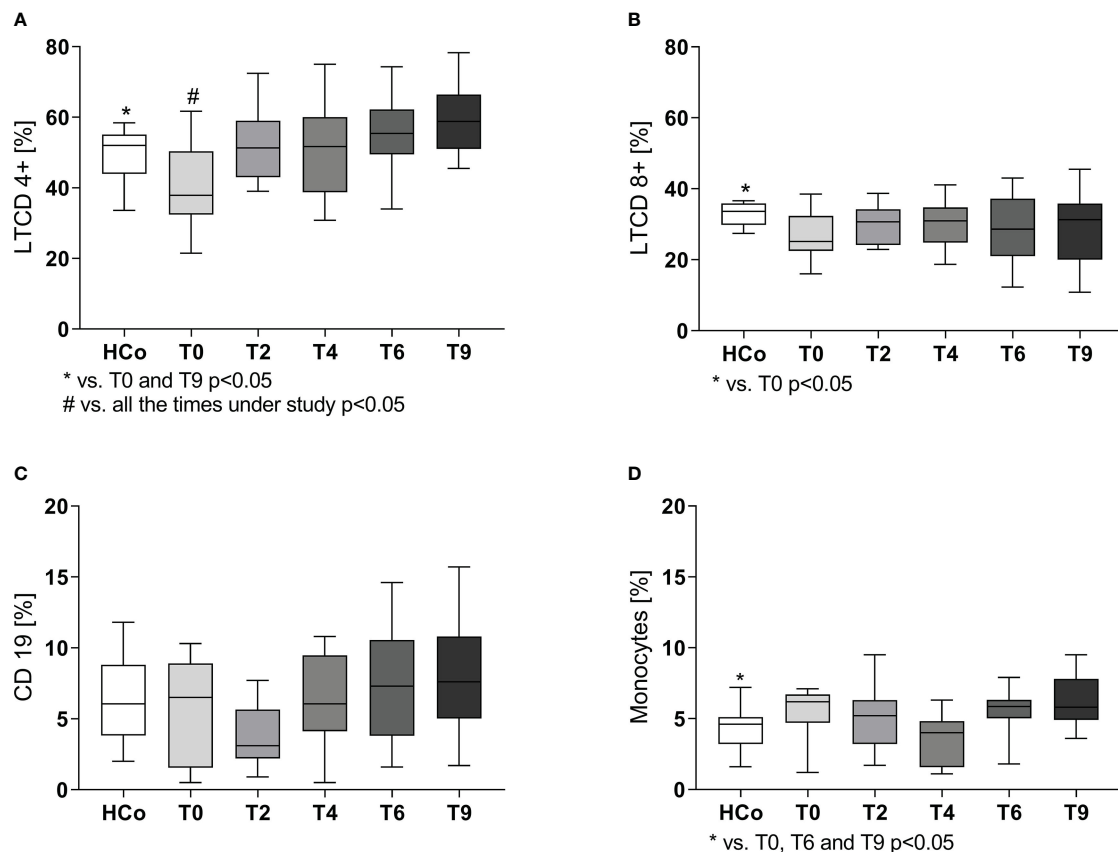 A
LTCD 4+ [%]
80
60
40
20
0
*
#
HCo T0 T2 T4 T6 T9
* vs. T0 and T9 p<0.05
# vs. all the times under study p<0.05
B
LTCD 8+ [%]
80
60
40
20
0
*
HCo T0 T2 T4 T6 T9
* vs. T0 p<0.05
C
CD 19 [%]
20
15
10
5
0
HCo T0 T2 T4 T6 T9
D
Monocytes [%]
20
15
10
5
0
*
HCo T0 T2 T4 T6 T9
* vs. T0, T6 and T9 p<0.05